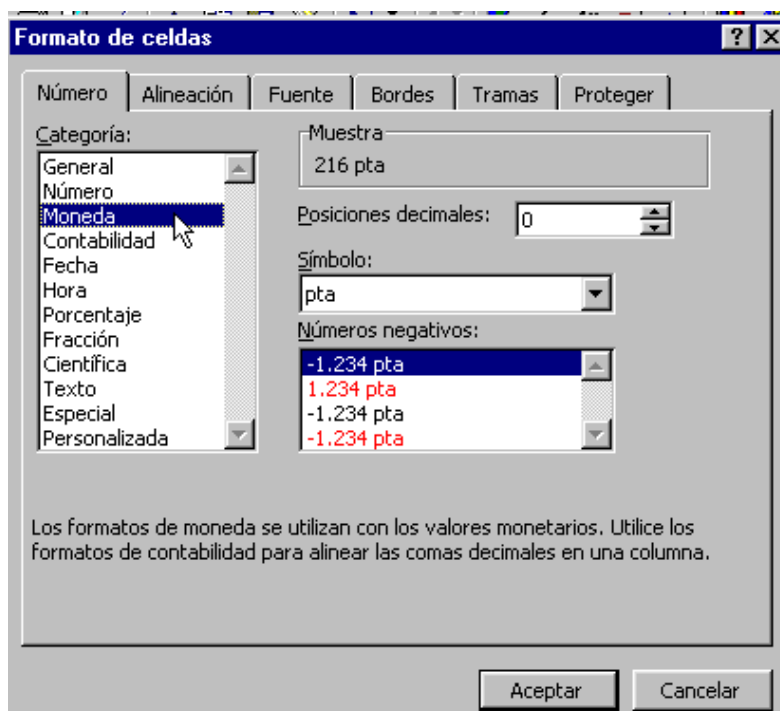 Formato de celdas
Número Alineación Fuente Bordes Tramas Proteger
Categoría:
General
Número
Moneda
Contabilidad
Fecha
Hora
Porcentaje
Fracción
Científica
Texto
Especial
Personalizada
Muestra
216 pta
Posiciones decimales: 0
Símbolo:
pta
Números negativos:
-1.234 pta
1.234 pta
-1.234 pta
-1.234 pta
Los formatos de moneda se utilizan con los valores monetarios. Utilice los
formatos de contabilidad para alinear las comas decimales en una columna.
Aceptar Cancelar